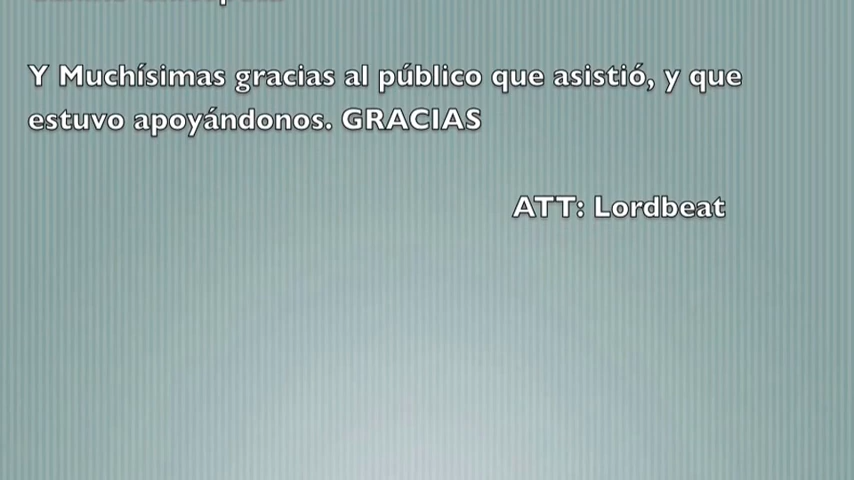 Y Muchísimas gracias al público que asistió, y que
estuvo apoyándonos. GRACIAS
ATT: Lordbeat